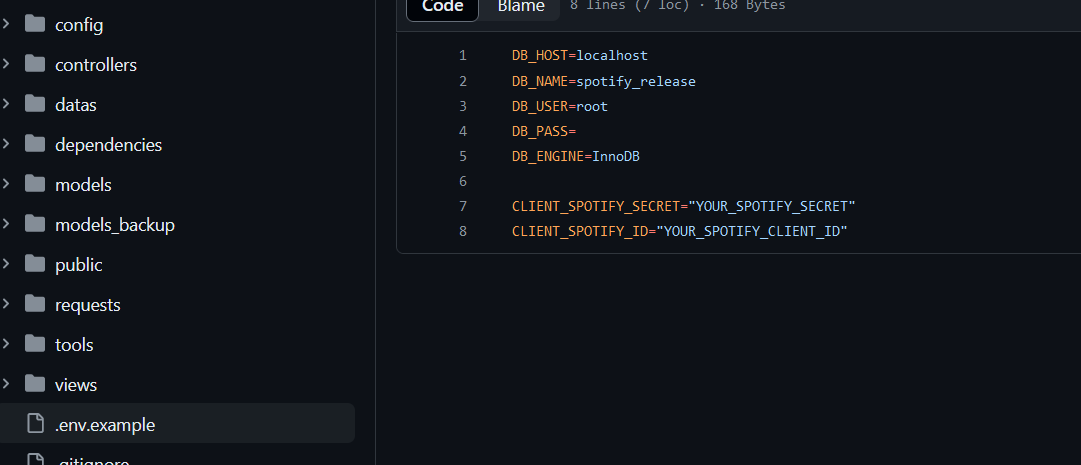 config
controllers
datas
dependencies
models
models_backup
public
requests
tools
views
.env.example
.gitignore
Code Blame 8 lines (7 loc) · 168 Bytes
1 DB_HOST=localhost
2 DB_NAME=spotify_release
3 DB_USER=root
4 DB_PASS=
5 DB_ENGINE=InnoDB
6
7 CLIENT_SPOTIFY_SECRET="YOUR_SPOTIFY_SECRET"
8 CLIENT_SPOTIFY_ID="YOUR_SPOTIFY_CLIENT_ID"